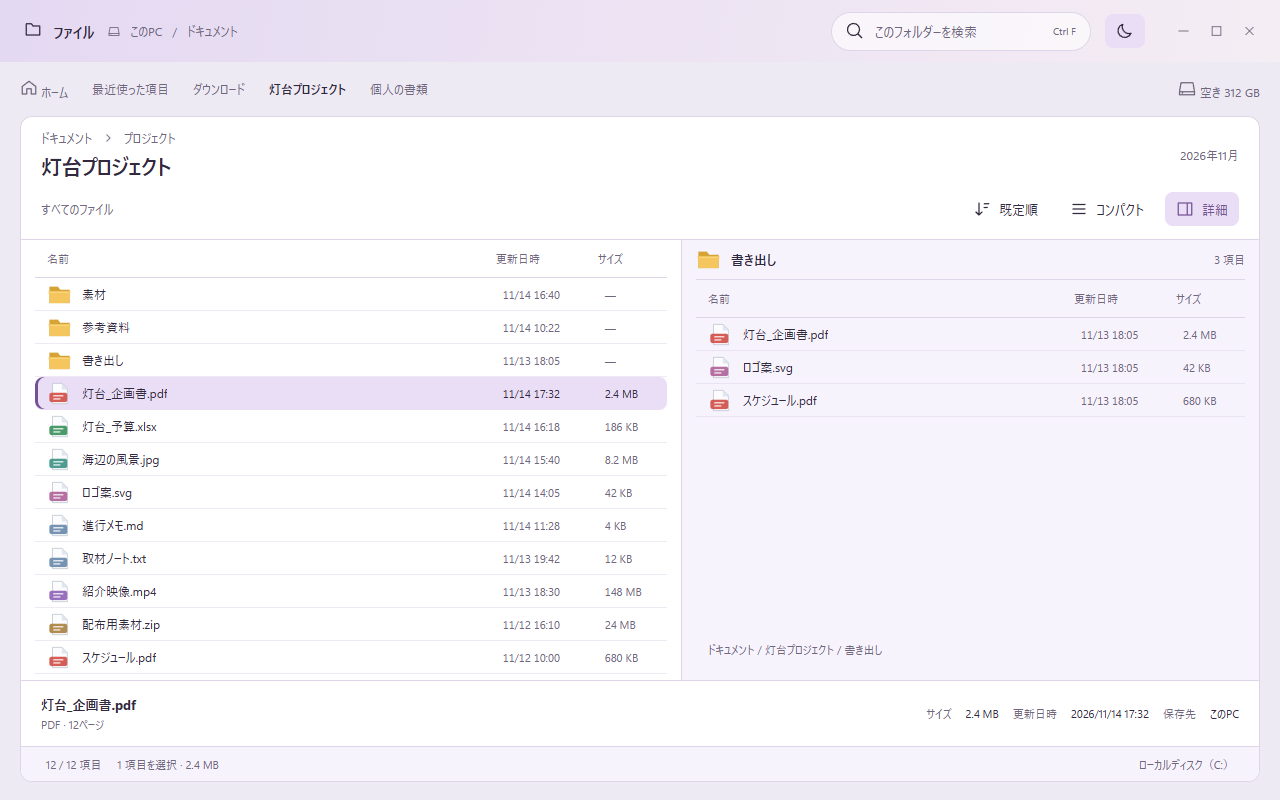 ファイル このPC / ドキュメント このフォルダーを検索 Ctrl F
ホーム 最近使った項目 ダウンロード 灯台プロジェクト 個人の書類 空き 312 GB
ドキュメント > プロジェクト
灯台プロジェクト
2026年11月
すべてのファイル 既定順 コンパクト 詳細
名前 更新日時 サイズ
素材 11/14 16:40 —
参考資料 11/14 10:22 —
書き出し 11/13 18:05 —
灯台_企画書.pdf 11/14 17:32 2.4 MB
灯台_予算.xlsx 11/14 16:18 186 KB
海辺の風景.jpg 11/14 15:40 8.2 MB
ロゴ案.svg 11/14 14:05 42 KB
進行メモ.md 11/14 11:28 4 KB
取材ノート.txt 11/13 19:42 12 KB
紹介映像.mp4 11/13 18:30 148 MB
配布用素材.zip 11/12 16:10 24 MB
スケジュール.pdf 11/12 10:00 680 KB
書き出し 3 項目
名前 更新日時 サイズ
灯台_企画書.pdf 11/13 18:05 2.4 MB
ロゴ案.svg 11/13 18:05 42 KB
スケジュール.pdf 11/13 18:05 680 KB
ドキュメント / 灯台プロジェクト / 書き出し
灯台_企画書.pdf
PDF · 12ページ
サイズ 2.4 MB 更新日時 2026/11/14 17:32 保存先 このPC
12 / 12 項目 1 項目を選択 · 2.4 MB ローカルディスク (C:)